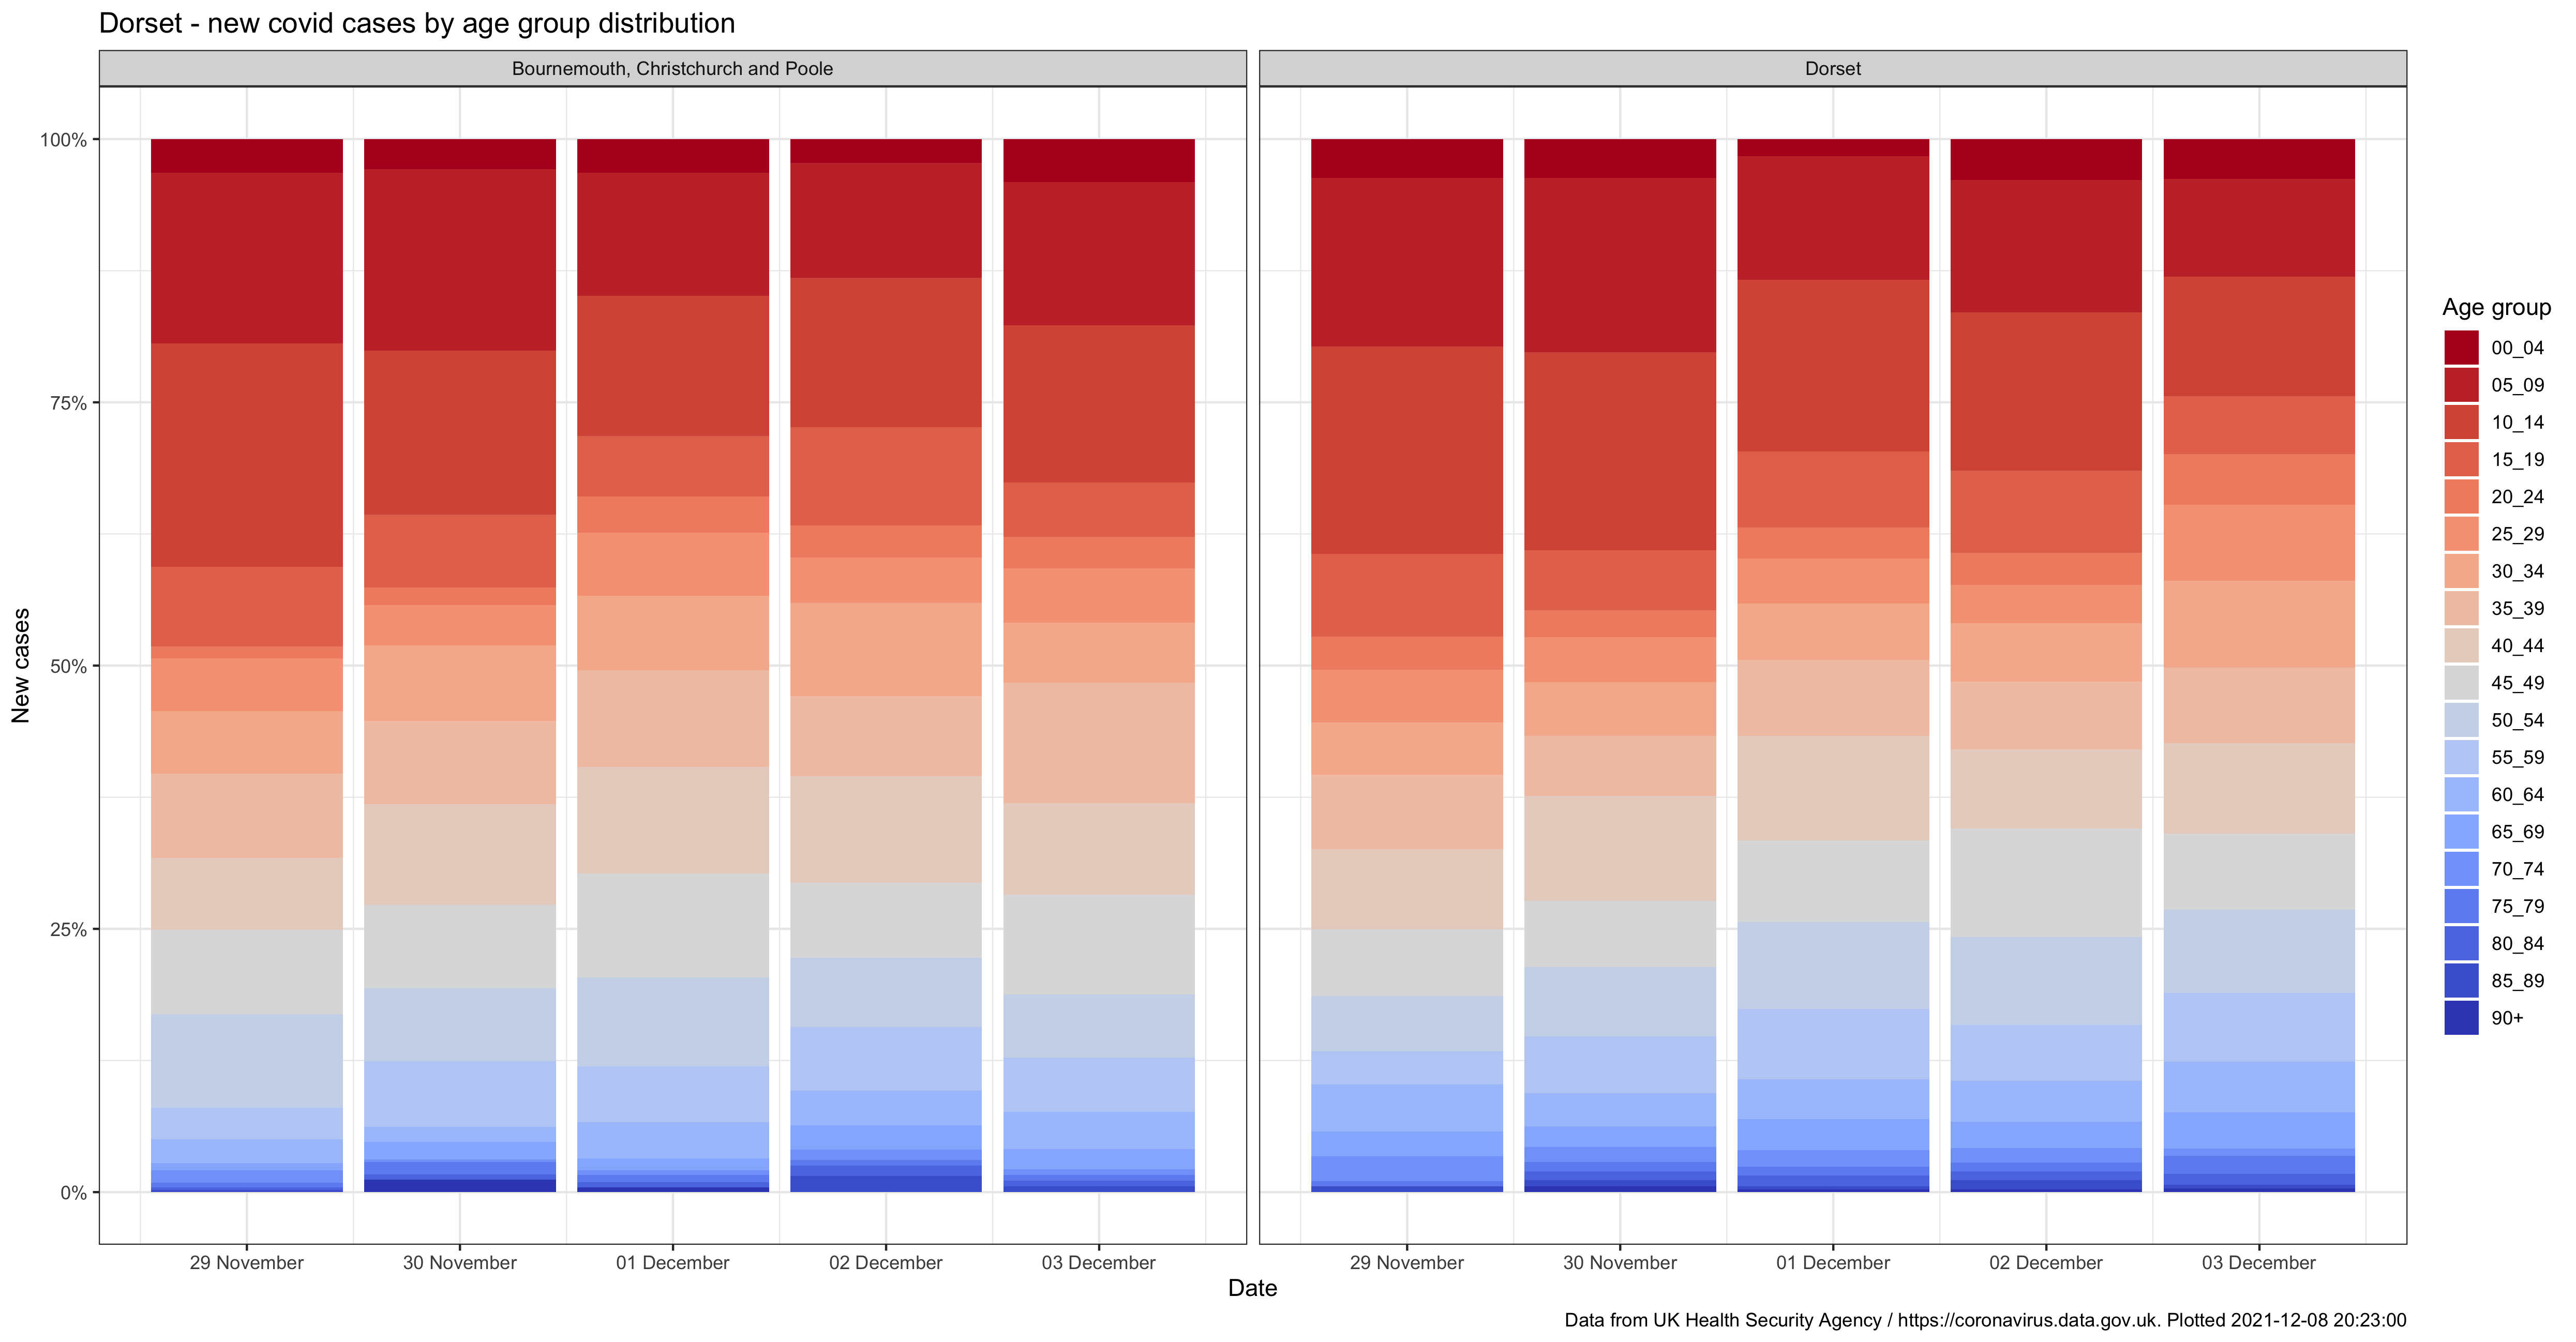 Dorset - new covid cases by age group distribution
Bournemouth, Christchurch and Poole
Dorset
New cases
100%
75%
50%
25%
0%
29 November
30 November
01 December
02 December
03 December
29 November
30 November
01 December
02 December
03 December
Date
Age group
00_04
05_09
10_14
15_19
20_24
25_29
30_34
35_39
40_44
45_49
50_54
55_59
60_64
65_69
70_74
75_79
80_84
85_89
90+
Data from UK Health Security Agency / https://coronavirus.data.gov.uk. Plotted 2021-12-08 20:23:00